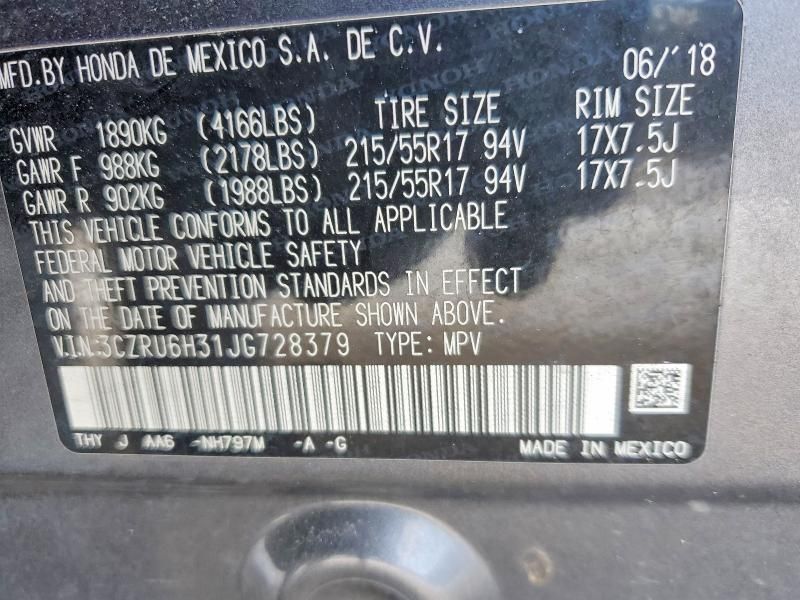 MFD.BY HONDA DE MEXICO S.A. DE C.V. 06/'18
GVWR 1890KG (4166LBS) TIRE SIZE RIM SIZE
GAWR F 988KG (2178LBS) 215/55R17 94V 17X7.5J
GAWR R 902KG (1988LBS) 215/55R17 94V 17X7.5J
THIS VEHICLE CONFORMS TO ALL APPLICABLE
FEDERAL MOTOR VEHICLE SAFETY
AND THEFT PREVENTION STANDARDS IN EFFECT
ON THE DATE OF MANUFACTURE SHOWN ABOVE.
V.I.N:3CZRU6H31JG728379 TYPE: MPV
THY J AA6 -NH797M -A -G MADE IN MEXICO